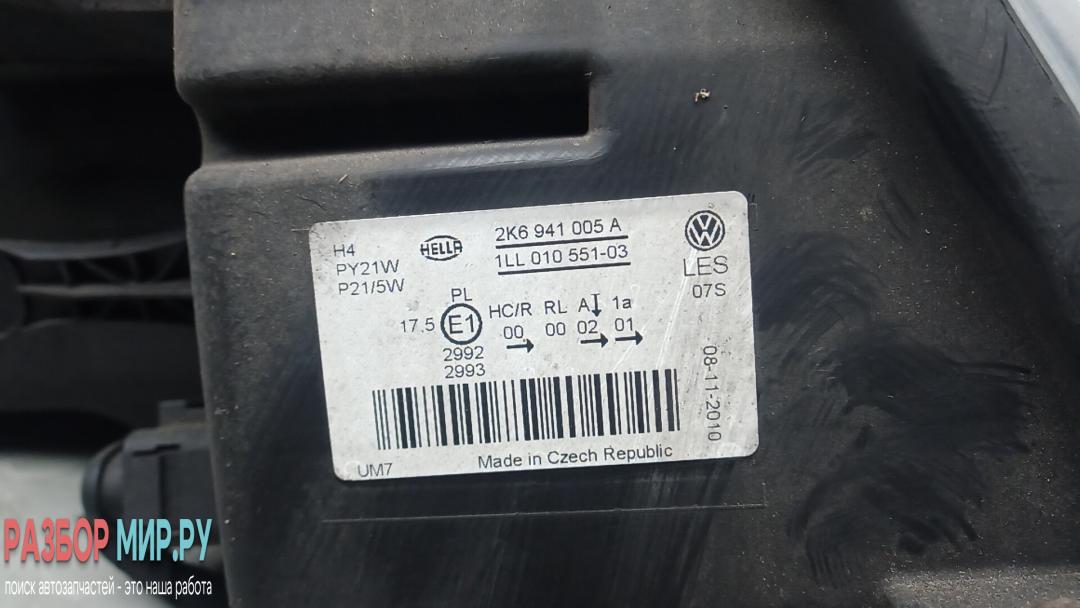 H4
PY21W
P21/5W
HELLA
2K6 941 005 A
1LL 010 551-03
LES
07S
PL
17.5 E1
2992
2993
HC/R RL A 1a
00 00 02 01
08-11-2010
UM7
Made in Czech Republic
РАЗБОР МИР.РУ
поиск автозапчастей - это наша работа